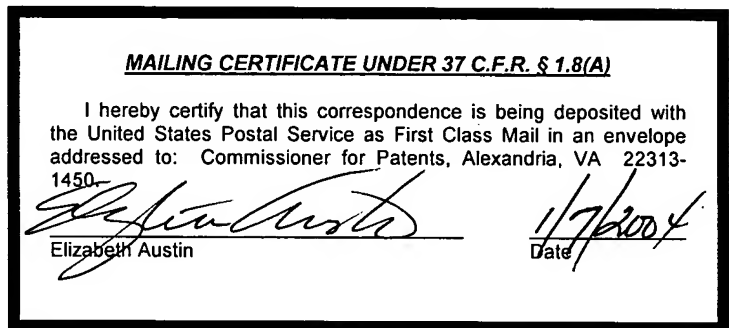 MAILING CERTIFICATE UNDER 37 C.F.R. § 1.8(A)
I hereby certify that this correspondence is being deposited with
the United States Postal Service as First Class Mail in an envelope
addressed to: Commissioner for Patents, Alexandria, VA 22313-
1450.
Elizabeth Austin 1/7/2004
Elizabeth Austin Date